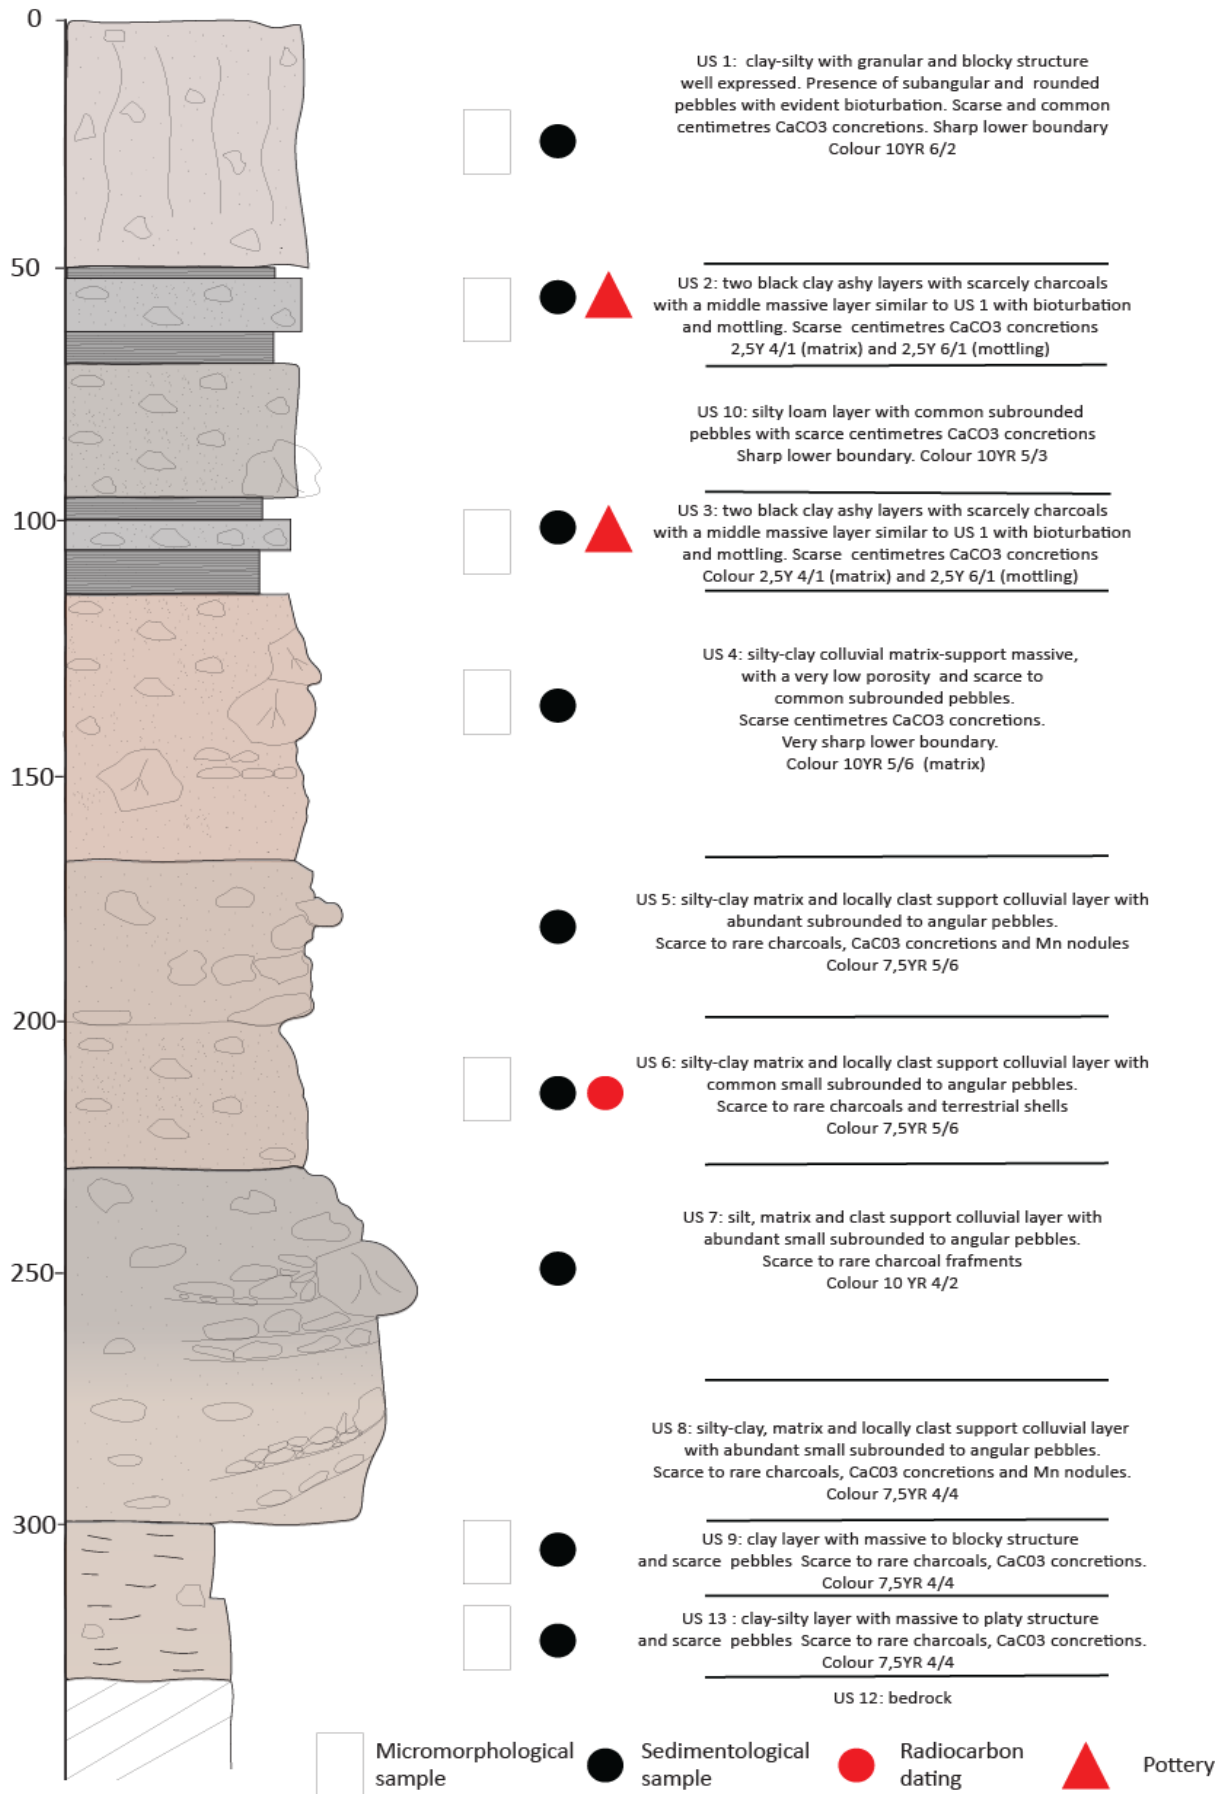 0
US 1: clay-silty with granular and blocky structure
well expressed. Presence of subangular and rounded
pebbles with evident bioturbation. Scarse and common
centimetres CaCO3 concretions. Sharp lower boundary
Colour 10YR 6/2
50
US 2: two black clay ashy layers with scarcely charcoals
with a middle massive layer similar to US 1 with bioturbation
and mottling. Scarse centimetres CaCO3 concretions
2,5Y 4/1 (matrix) and 2,5Y 6/1 (mottling)
US 10: silty loam layer with common subrounded
pebbles with scarce centimetres CaCO3 concretions
Sharp lower boundary. Colour 10YR 5/3
100
US 3: two black clay ashy layers with scarcely charcoals
with a middle massive layer similar to US 1 with bioturbation
and mottling. Scarse centimetres CaCO3 concretions
Colour 2,5Y 4/1 (matrix) and 2,5Y 6/1 (mottling)
US 4: silty-clay colluvial matrix-support massive,
with a very low porosity and scarce to
common subrounded pebbles.
Scarse centimetres CaCO3 concretions.
Very sharp lower boundary.
Colour 10YR 5/6 (matrix)
150
US 5: silty-clay matrix and locally clast support colluvial layer with
abundant subrounded to angular pebbles.
Scarce to rare charcoals, CaC03 concretions and Mn nodules
Colour 7,5YR 5/6
200
US 6: silty-clay matrix and locally clast support colluvial layer with
common small subrounded to angular pebbles.
Scarce to rare charcoals and terrestrial shells
Colour 7,5YR 5/6
US 7: silt, matrix and clast support colluvial layer with
abundant small subrounded to angular pebbles.
Scarce to rare charcoal frafments
Colour 10 YR 4/2
250
US 8: silty-clay, matrix and locally clast support colluvial layer
with abundant small subrounded to angular pebbles.
Scarce to rare charcoals, CaC03 concretions and Mn nodules.
Colour 7,5YR 4/4
300
US 9: clay layer with massive to blocky structure
and scarce pebbles Scarce to rare charcoals, CaC03 concretions.
Colour 7,5YR 4/4
US 13 : clay-silty layer with massive to platy structure
and scarce pebbles Scarce to rare charcoals, CaC03 concretions.
Colour 7,5YR 4/4
US 12: bedrock
Micromorphological
sample
Sedimentological
sample
Radiocarbon
dating
Pottery